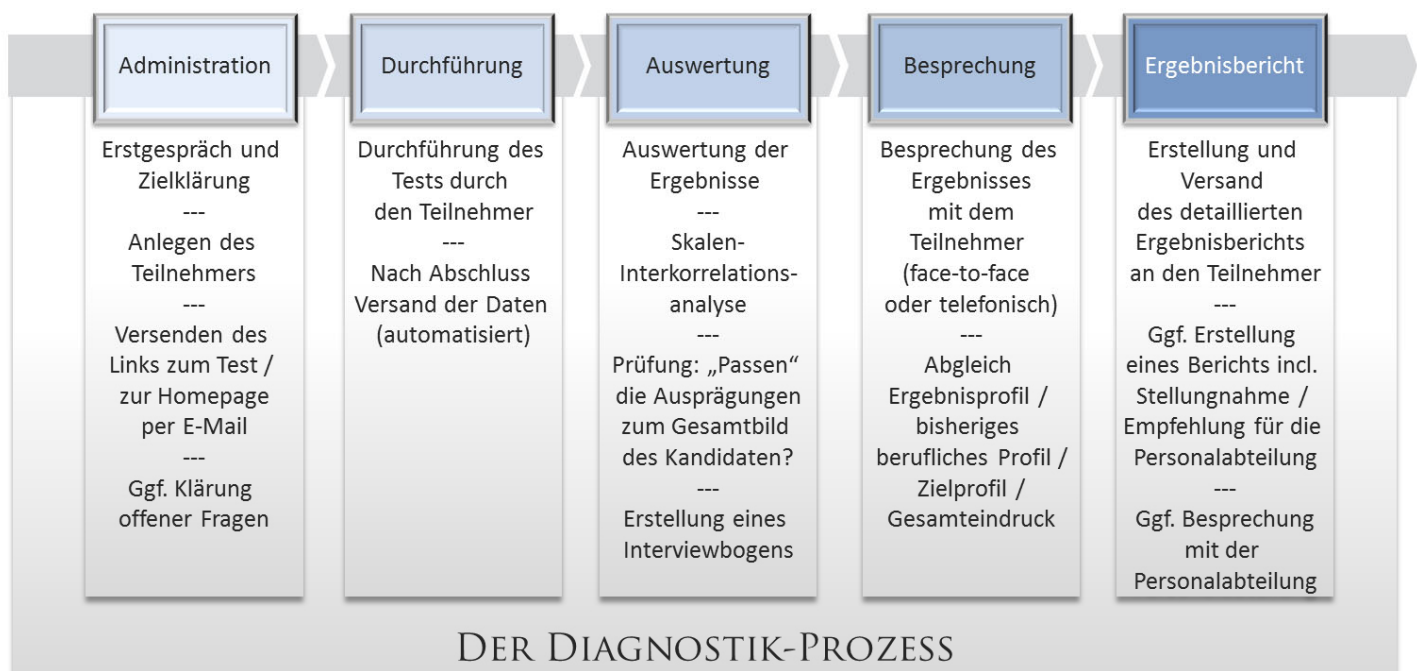 Administration
Erstgespräch und
Zielklärung
---
Anlegen des
Teilnehmers
---
Versenden des
Links zum Test /
zur Homepage
per E-Mail
---
Ggf. Klärung
offener Fragen
Durchführung
Durchführung des
Tests durch
den Teilnehmer
---
Nach Abschluss
Versand der Daten
(automatisiert)
Auswertung
Auswertung der
Ergebnisse
---
Skalen-
Interkorrelations-
analyse
---
Prüfung: „Passen“
die Ausprägungen
zum Gesamtbild
des Kandidaten?
---
Erstellung eines
Interviewbogens
Besprechung
Besprechung des
Ergebnisses
mit dem
Teilnehmer
(face-to-face
oder telefonisch)
---
Abgleich
Ergebnisprofil /
bisheriges
berufliches Profil /
Zielprofil /
Gesamteindruck
Ergebnisbericht
Erstellung und
Versand
des detaillierten
Ergebnisberichts
an den Teilnehmer
---
Ggf. Erstellung
eines Berichts incl.
Stellungnahme /
Empfehlung für die
Personalabteilung
---
Ggf. Besprechung
mit der
Personalabteilung
DER DIAGNOSTIK-PROZESS